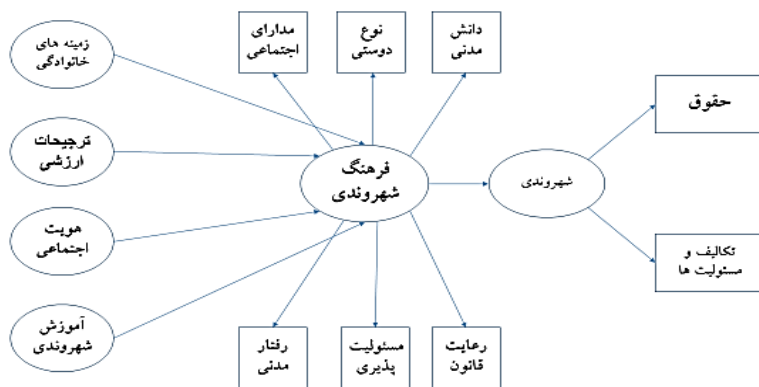 زمینه های
خانوادگی
ترجیحات
ارزشی
هویت
اجتماعی
آموزش
شهروندی
مدارای
اجتماعی
نوع
دوستی
دانش
مدنی
فرهنگ
شهروندی
رفتار
مدنی
مسئولیت
پذیری
رعایت
قانون
شهروندی
حقوق
تکالیف و
مسئولیت ها